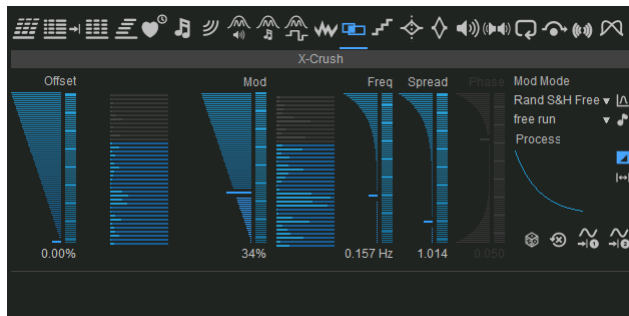 X-Crush
Offset Mod Freq Spread Phase Mod Mode
Rand S&H Free
free run
Process
0.00% 34% 0.157 Hz 1.014 0.050